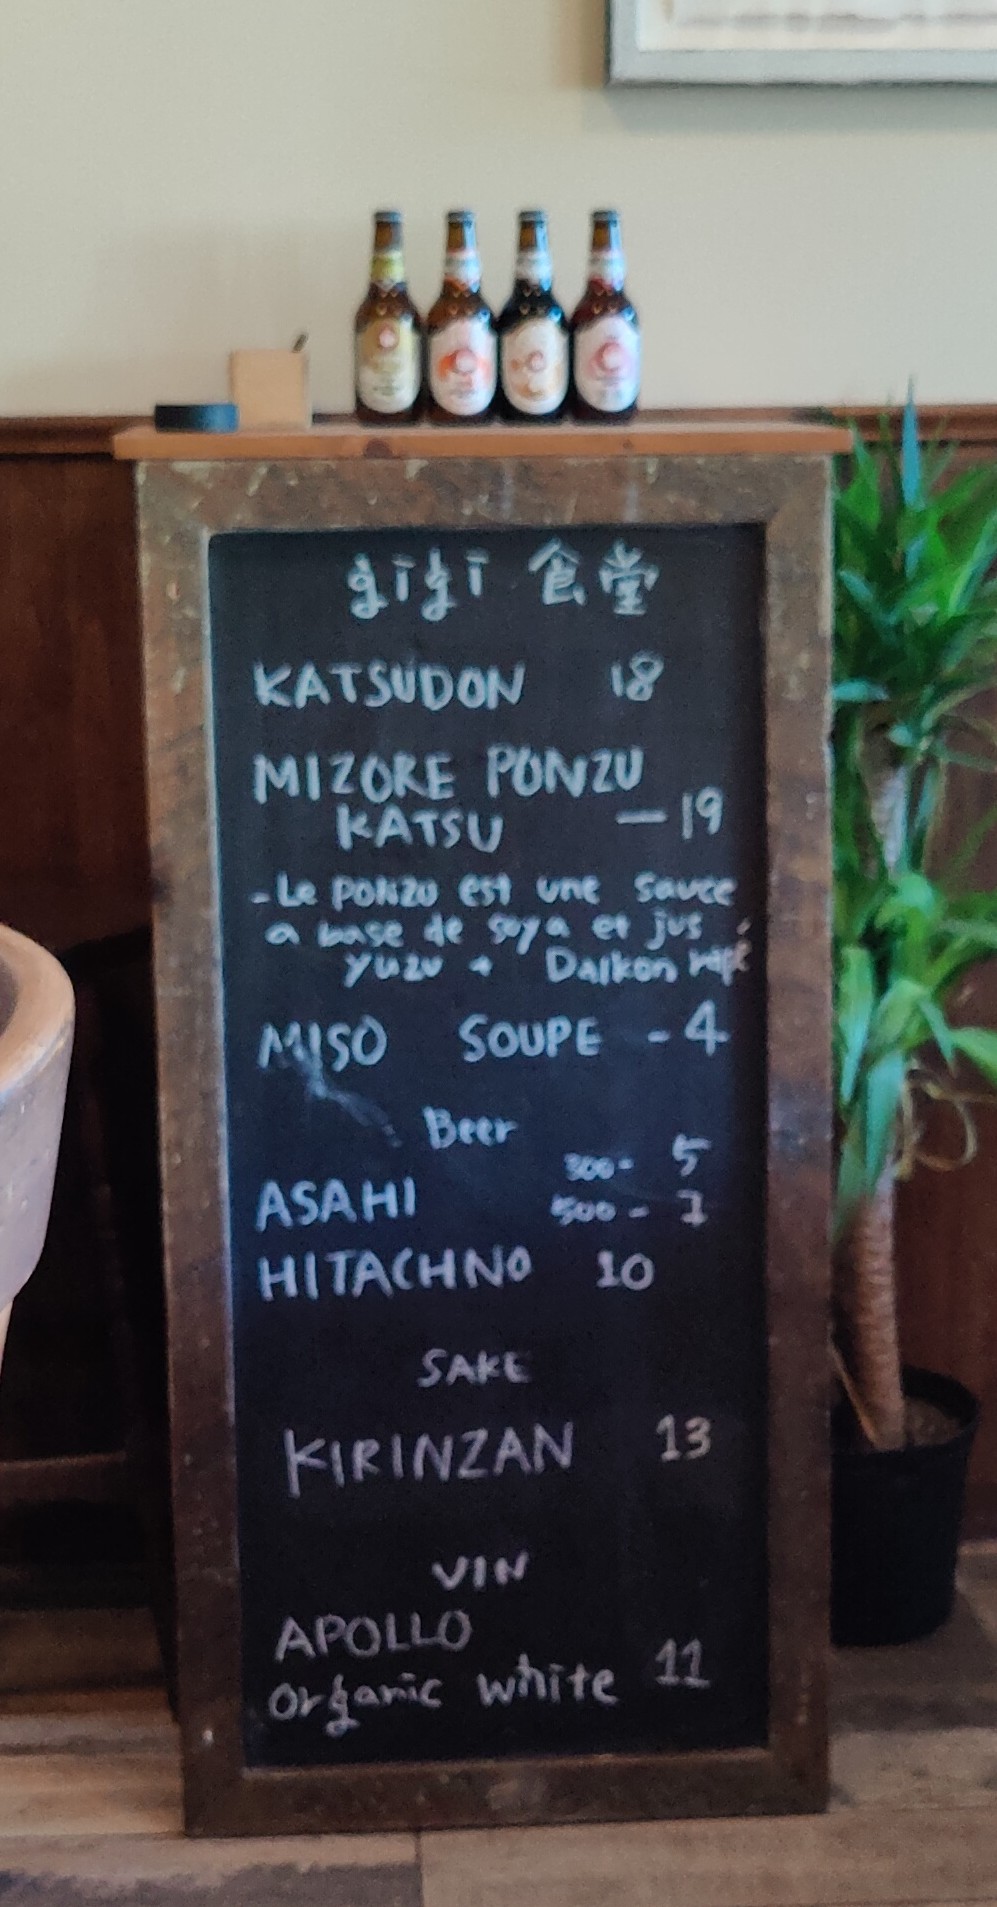 gigi 食堂
KATSUDON 18
MIZORE PONZU
KATSU — 19
- Le ponzu est une sauce
a base de soya et jus
yuzu + Daikon rapé
MISO SOUPE - 4
Beer
300- 5
ASAHI 500 - 7
HITACHNO 10
SAKE
KIRINZAN 13
VIN
APOLLO
organic white 11